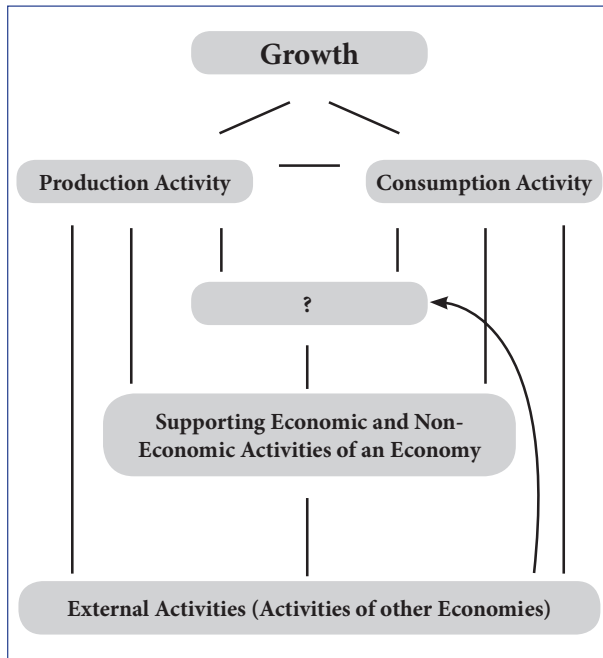 Growth
Production Activity
Consumption Activity
?
Supporting Economic and Non-
Economic Activities of an Economy
External Activities (Activities of other Economies)